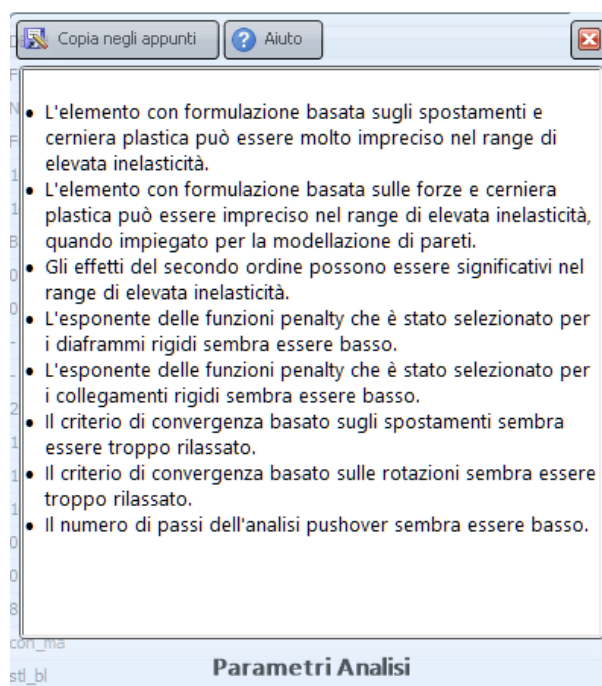 Copia negli appunti
Aiuto
• L'elemento con formulazione basata sugli spostamenti e
cerniera plastica può essere molto impreciso nel range di
elevata inelasticità.
• L'elemento con formulazione basata sulle forze e cerniera
plastica può essere impreciso nel range di elevata inelasticità,
quando impiegato per la modellazione di pareti.
• Gli effetti del secondo ordine possono essere significativi nel
range di elevata inelasticità.
• L'esponente delle funzioni penalty che è stato selezionato per
i diaframmi rigidi sembra essere basso.
• L'esponente delle funzioni penalty che è stato selezionato per
i collegamenti rigidi sembra essere basso.
• Il criterio di convergenza basato sugli spostamenti sembra
essere troppo rilassato.
• Il criterio di convergenza basato sulle rotazioni sembra essere
troppo rilassato.
• Il numero di passi dell'analisi pushover sembra essere basso.
con_ma
stl_bl
Parametri Analisi